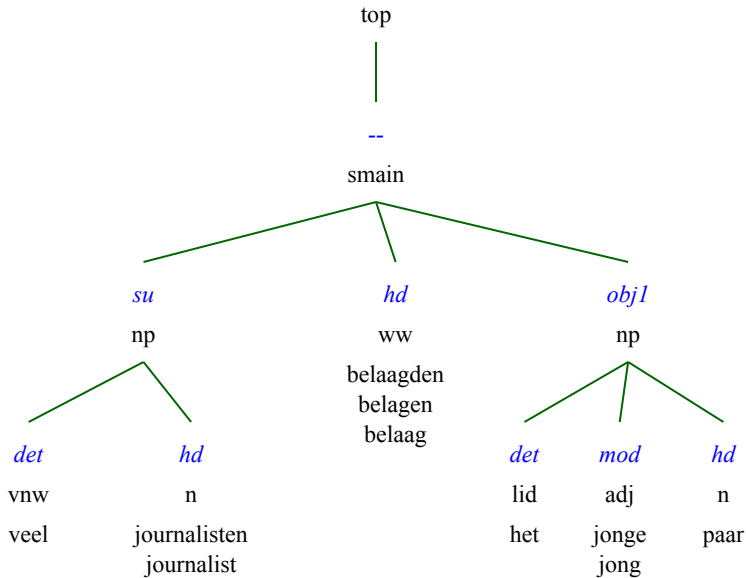 top
--
smain
su hd obj1
np ww np
belaagden
belagen
belaag
det hd det mod hd
vnw n lid adj n
veel journalisten het jonge paar
journalist jong